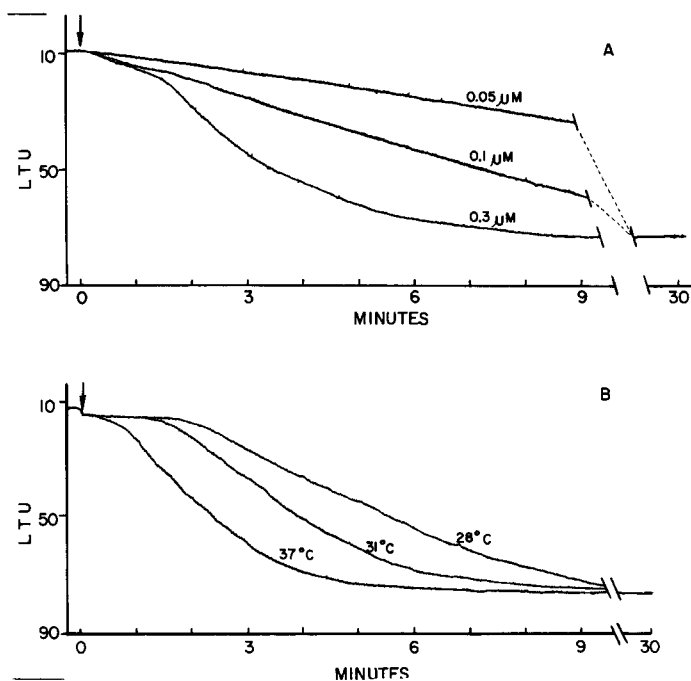 A
10
0.05 µM
0.1 µM
LTU
50
0.3 µM
90
0 3 6 9 30
MINUTES
B
10
LTU
50
28°C
31°C
37°C
90
0 3 6 9 30
MINUTES